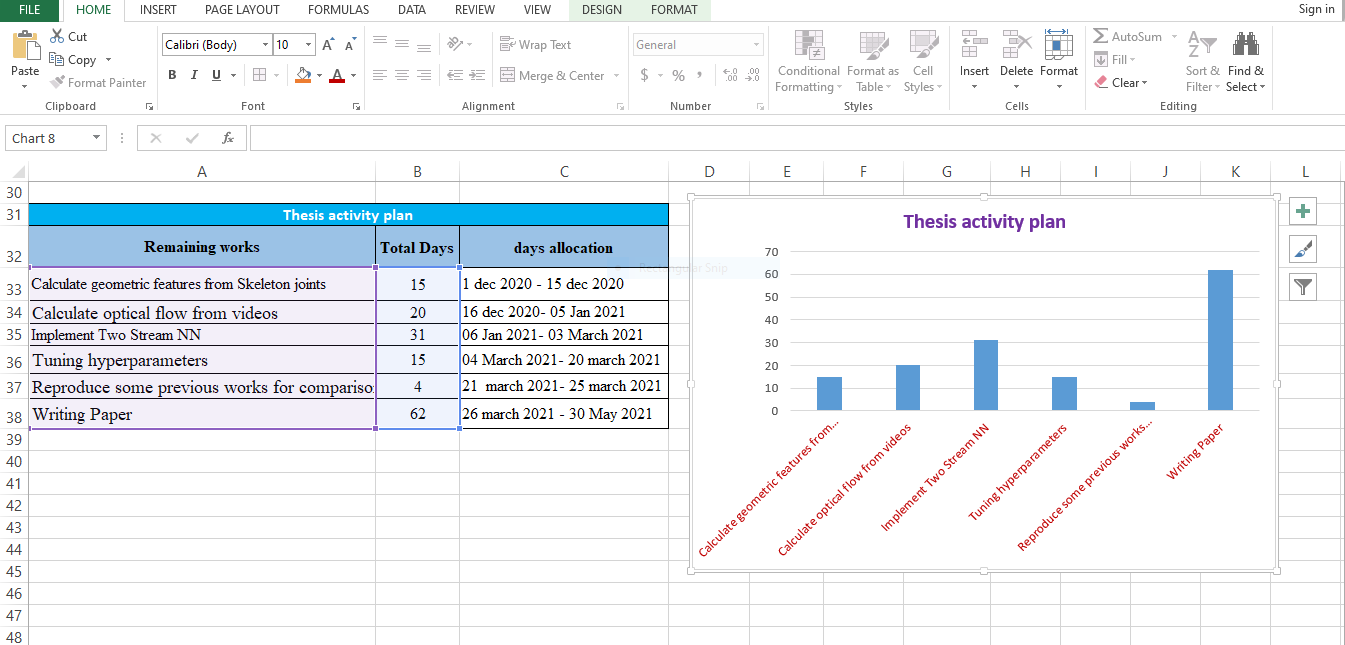 FILE HOME INSERT PAGE LAYOUT FORMULAS DATA REVIEW VIEW DESIGN FORMAT Sign in
Paste
Cut
Copy
Format Painter
Clipboard
Calibri (Body) 10 A A
B I U A
Font
Wrap Text
Merge & Center
Alignment
General
$ % , .00 .00
Number
Conditional Formatting
Format as Table
Cell Styles
Styles
Insert Delete Format
Cells
AutoSum
Fill
Clear
Sort & Filter
Find & Select
Editing
Chart 8 fx
A B C D E F G H I J K L
30
31 Thesis activity plan
32 Remaining works Total Days days allocation
33 Calculate geometric features from Skeleton joints 15 1 dec 2020 - 15 dec 2020
34 Calculate optical flow from videos 20 16 dec 2020- 05 Jan 2021
35 Implement Two Stream NN 31 06 Jan 2021- 03 March 2021
36 Tuning hyperparameters 15 04 March 2021- 20 march 2021
37 Reproduce some previous works for compariso 4 21 march 2021- 25 march 2021
38 Writing Paper 62 26 march 2021 - 30 May 2021
39
40
41
42
43
44
45
46
47
48
Rectangular Snip
Thesis activity plan
70
60
50
40
30
20
10
0
Calculate geometric features from...
Calculate optical flow from videos
Implement Two Stream NN
Tuning hyperparameters
Reproduce some previous works...
Writing Paper